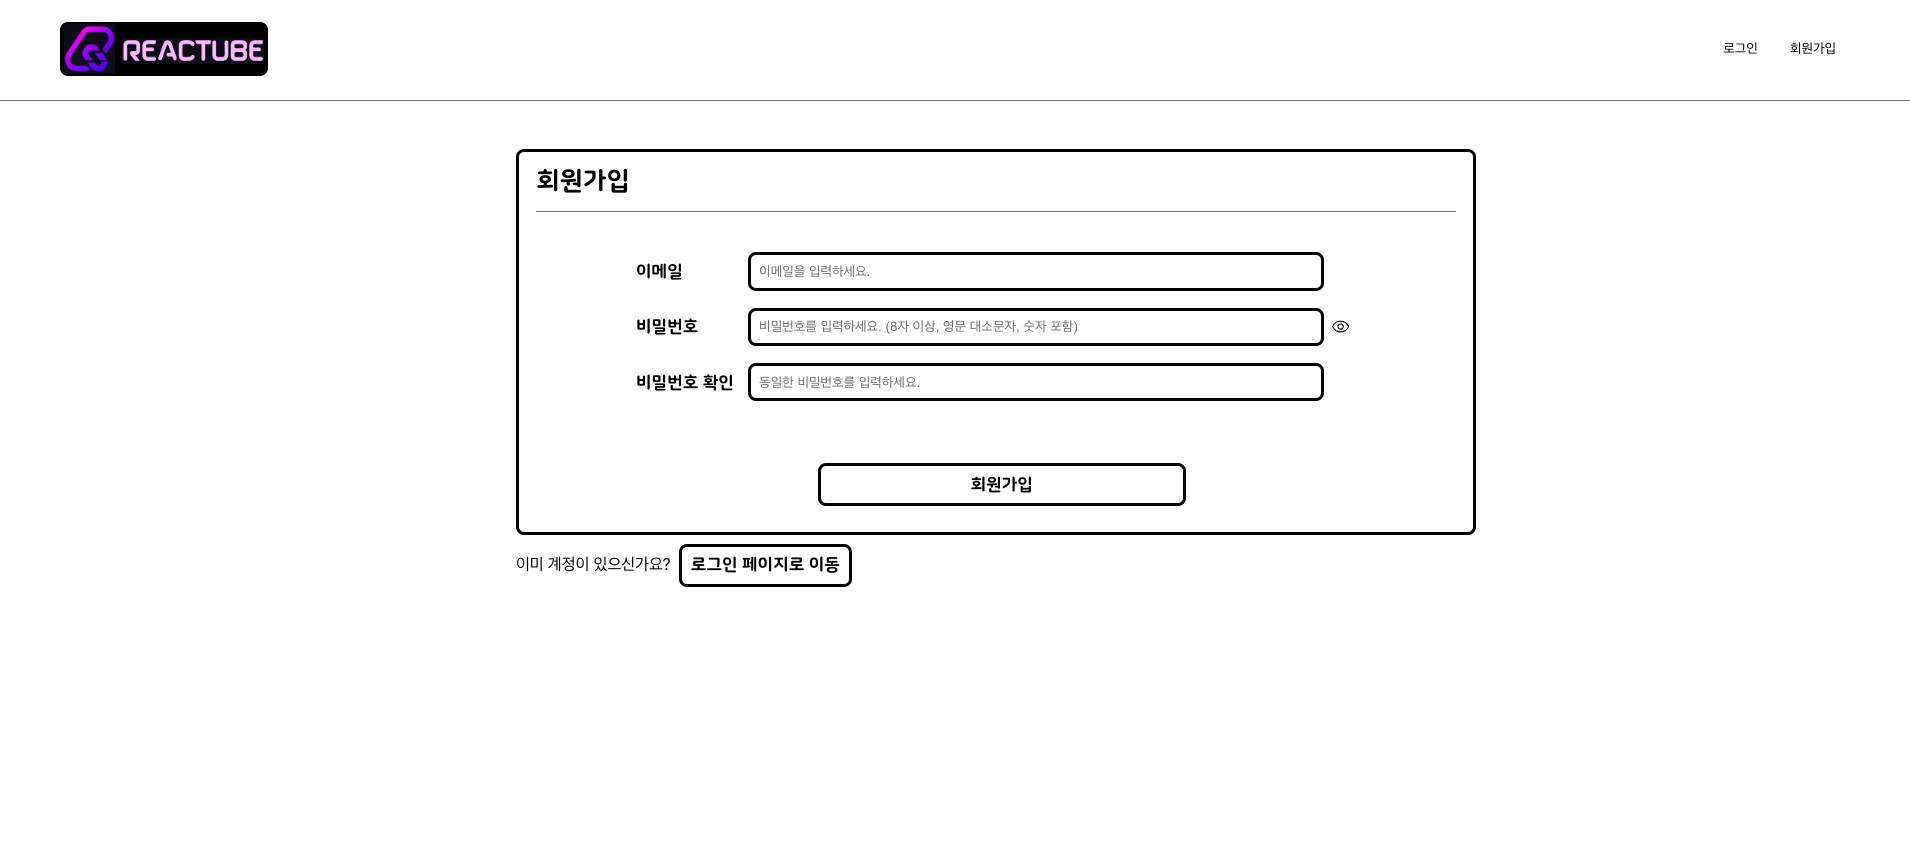 REACTUBE
로그인 회원가입
회원가입
이메일 이메일을 입력하세요.
비밀번호 비밀번호를 입력하세요. (8자 이상, 영문 대소문자, 숫자 포함)
비밀번호 확인 동일한 비밀번호를 입력하세요.
회원가입
이미 계정이 있으신가요? 로그인 페이지로 이동